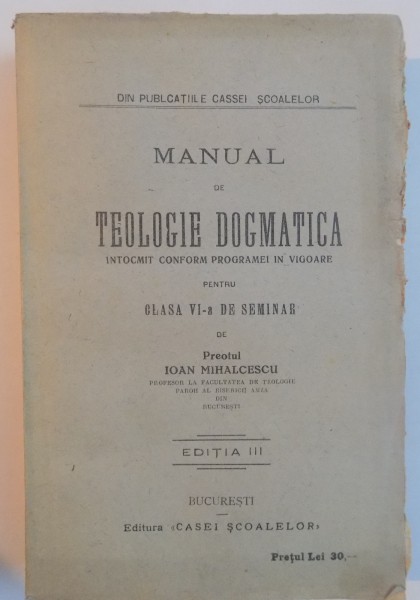 DIN PUBLCAȚIILE CASSEI ȘCOALELOR
MANUAL
DE
TEOLOGIE DOGMATICA
INTOCMIT CONFORM PROGRAMEI IN VIGOARE
PENTRU
CLASA VI-a DE SEMINAR
DE
Preotul
IOAN MIHALCESCU
PROFESOR LA FACULTATEA DE TEOLOGIE
PAROH AL BISERICII AMZA
DIN
BECUREȘTI
EDIȚIA III
BUCUREȘTI
Editura «CASEI ȘCOALELOR»
Prețul Lei 30.—